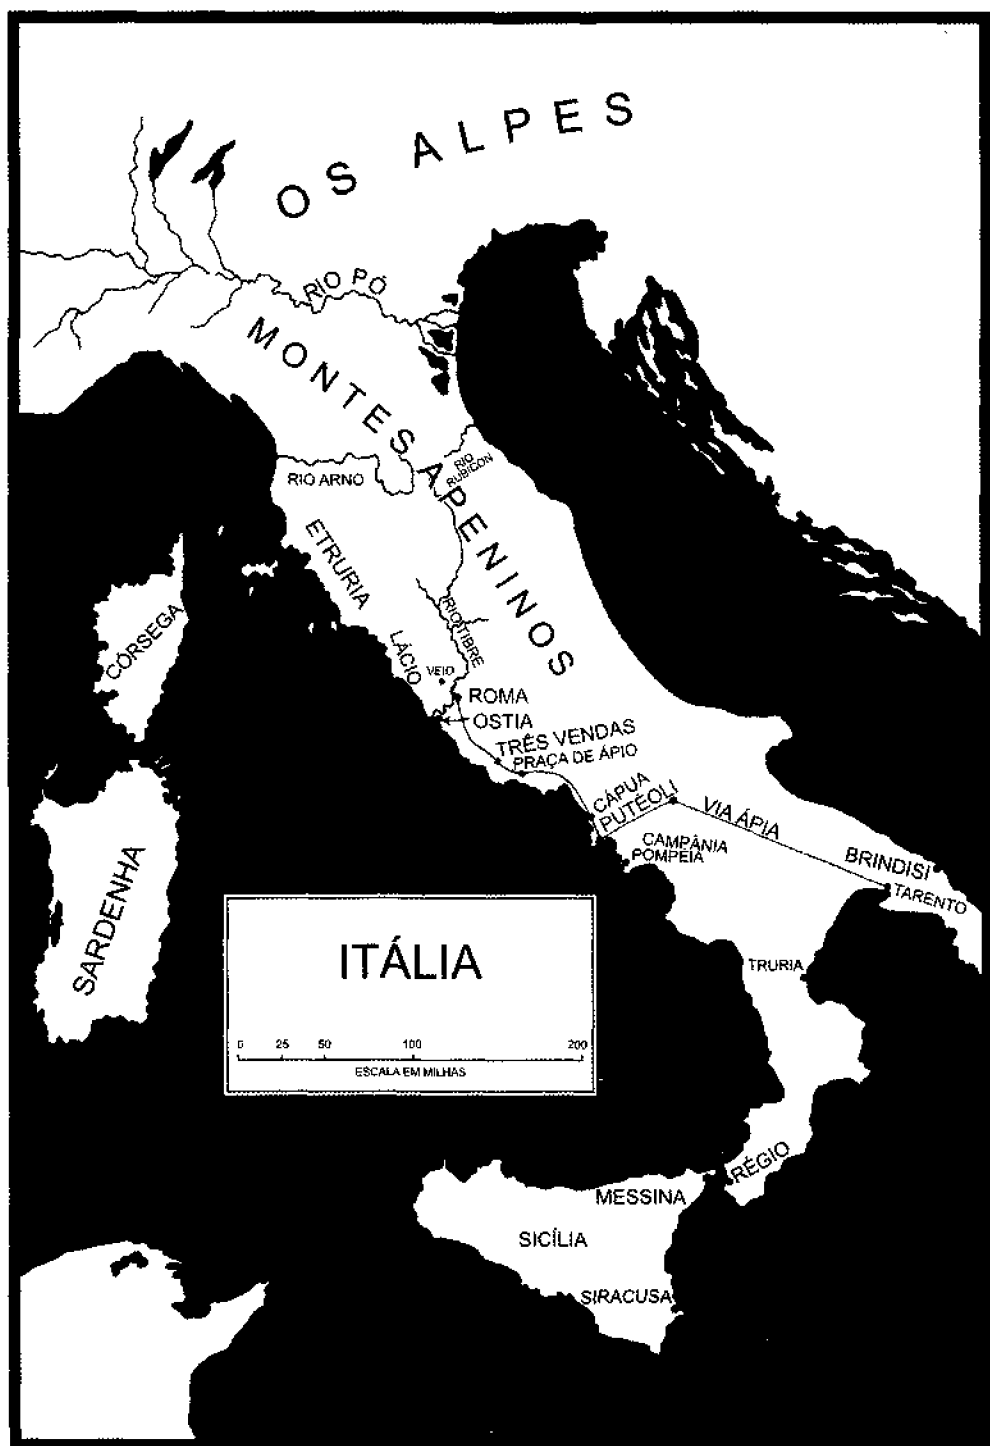 OS ALPES
RIO PÓ
MONTES APENINOS
RIO RUBICON
RIO ARNO
ETRURIA
RIO TIBRE
CÓRSEGA
LÁCIO
VEIO
ROMA
OSTIA
TRÊS VENDAS
PRAÇA DE ÁPIO
CÁPUA
PUTÉOLI
VIA ÁPIA
CAMPÂNIA
POMPÉIA
BRINDISI
TARENTO
SARDENHA
ITÁLIA
0 25 50 100 200
ESCALA EM MILHAS
TRURIA
RÉGIO
MESSINA
SICÍLIA
SIRACUSA